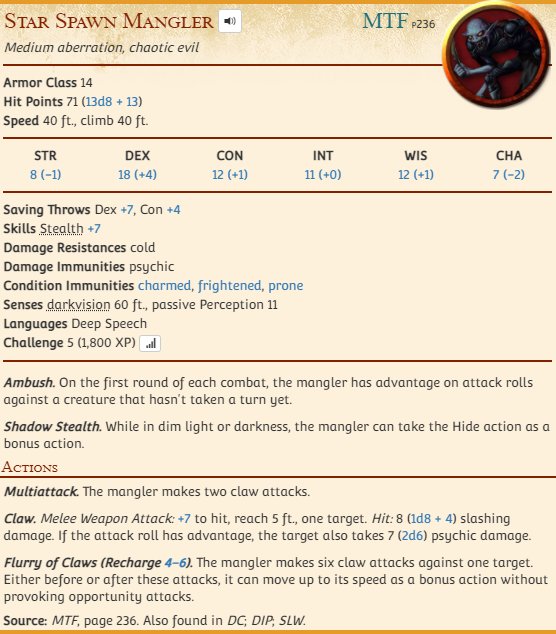 Star Spawn Mangler MTF p236
Medium aberration, chaotic evil
Armor Class 14
Hit Points 71 (13d8 + 13)
Speed 40 ft., climb 40 ft.
STR DEX CON INT WIS CHA
8 (−1) 18 (+4) 12 (+1) 11 (+0) 12 (+1) 7 (−2)
Saving Throws Dex +7, Con +4
Skills Stealth +7
Damage Resistances cold
Damage Immunities psychic
Condition Immunities charmed, frightened, prone
Senses darkvision 60 ft., passive Perception 11
Languages Deep Speech
Challenge 5 (1,800 XP)
Ambush. On the first round of each combat, the mangler has advantage on attack rolls
against a creature that hasn't taken a turn yet.
Shadow Stealth. While in dim light or darkness, the mangler can take the Hide action as a
bonus action.
Actions
Multiattack. The mangler makes two claw attacks.
Claw. Melee Weapon Attack: +7 to hit, reach 5 ft., one target. Hit: 8 (1d8 + 4) slashing
damage. If the attack roll has advantage, the target also takes 7 (2d6) psychic damage.
Flurry of Claws (Recharge 4–6). The mangler makes six claw attacks against one target.
Either before or after these attacks, it can move up to its speed as a bonus action without
provoking opportunity attacks.
Source: MTF, page 236. Also found in DC; DIP; SLW.